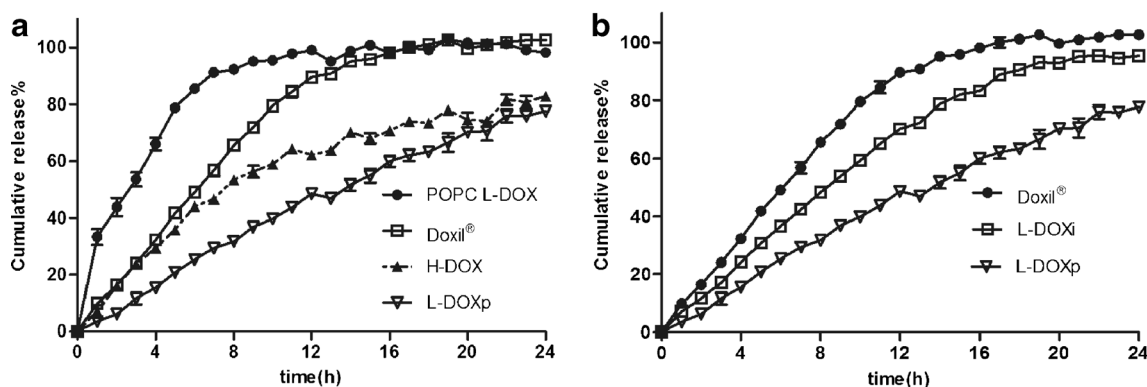 a
Cumulative release%
100
80
60
40
20
0
0 4 8 12 16 20 24
time(h)
POPC L-DOX
Doxil®
H-DOX
L-DOXp
b
Cumulative release%
100
80
60
40
20
0
0 4 8 12 16 20 24
time(h)
Doxil®
L-DOXi
L-DOXp